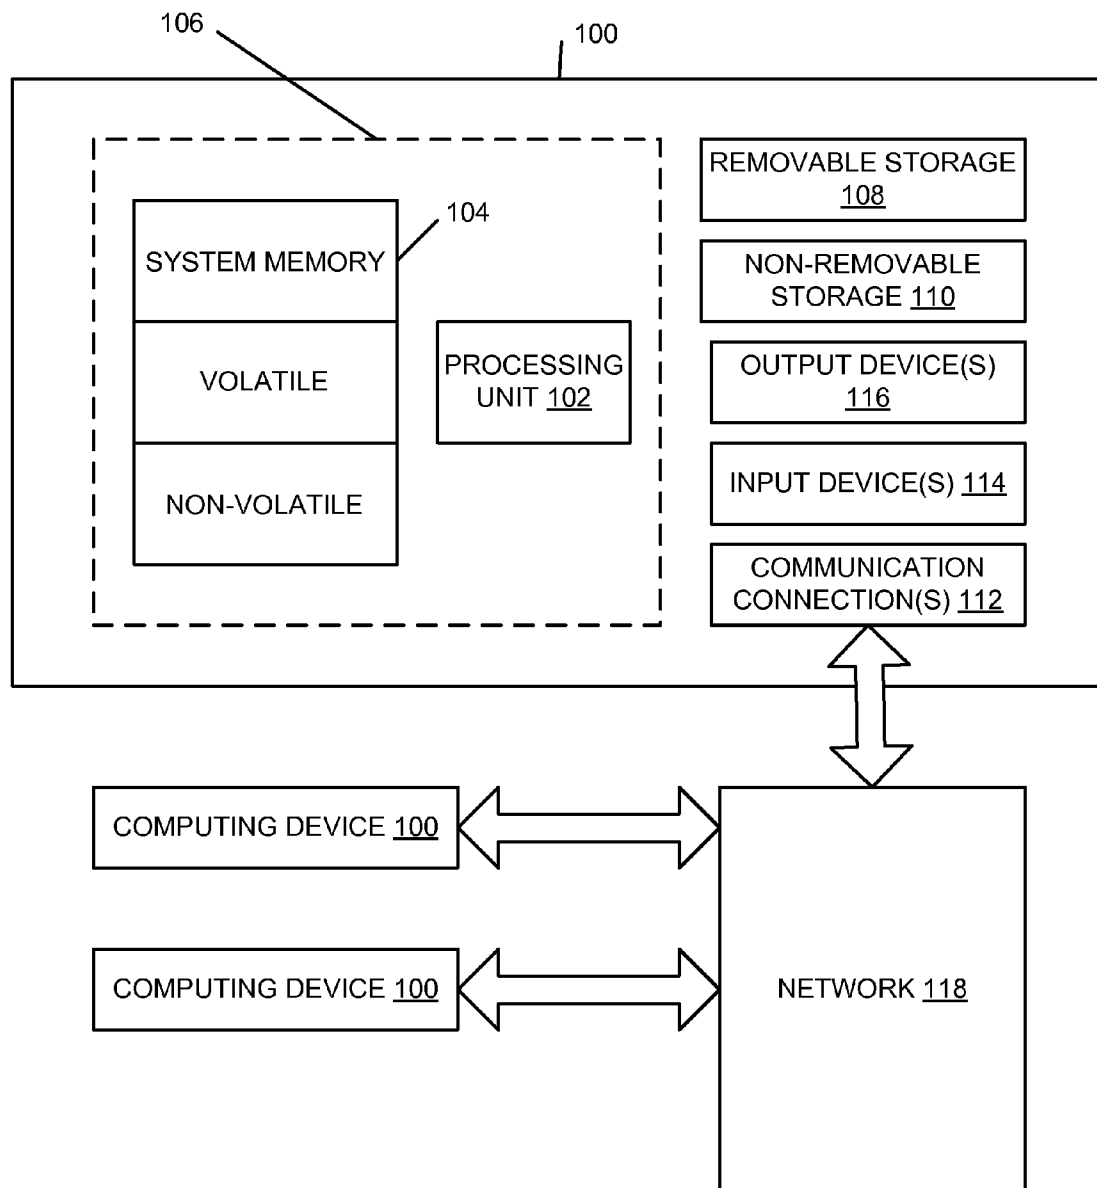 106
100
SYSTEM MEMORY
104
VOLATILE
NON-VOLATILE
PROCESSING
UNIT 102
REMOVABLE STORAGE
108
NON-REMOVABLE
STORAGE 110
OUTPUT DEVICE(S)
116
INPUT DEVICE(S) 114
COMMUNICATION
CONNECTION(S) 112
COMPUTING DEVICE 100
COMPUTING DEVICE 100
NETWORK 118